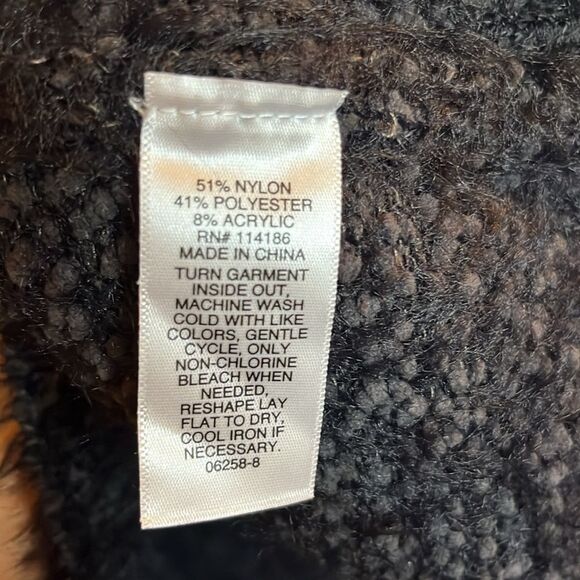 51% NYLON
41% POLYESTER
8% ACRYLIC
RN# 114186
MADE IN CHINA
TURN GARMENT
INSIDE OUT,
MACHINE WASH
COLD WITH LIKE
COLORS, GENTLE
CYCLE, ONLY
NON-CHLORINE
BLEACH WHEN
NEEDED,
RESHAPE LAY
FLAT TO DRY,
COOL IRON IF
NECESSARY.
06258-8